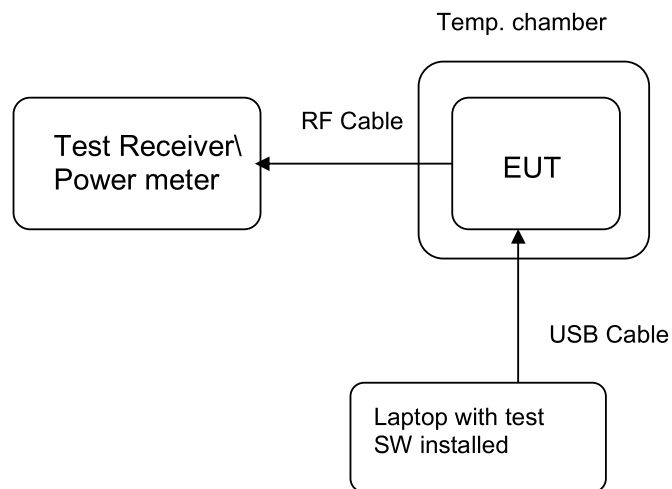 Temp. chamber
RF Cable
Test Receiver\
Power meter
EUT
USB Cable
Laptop with test
SW installed